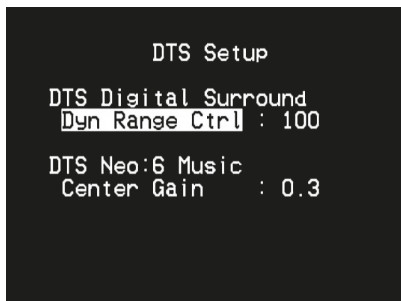 DTS Setup
DTS Digital Surround
Dyn Range Ctrl : 100
DTS Neo:6 Music
Center Gain : 0.3